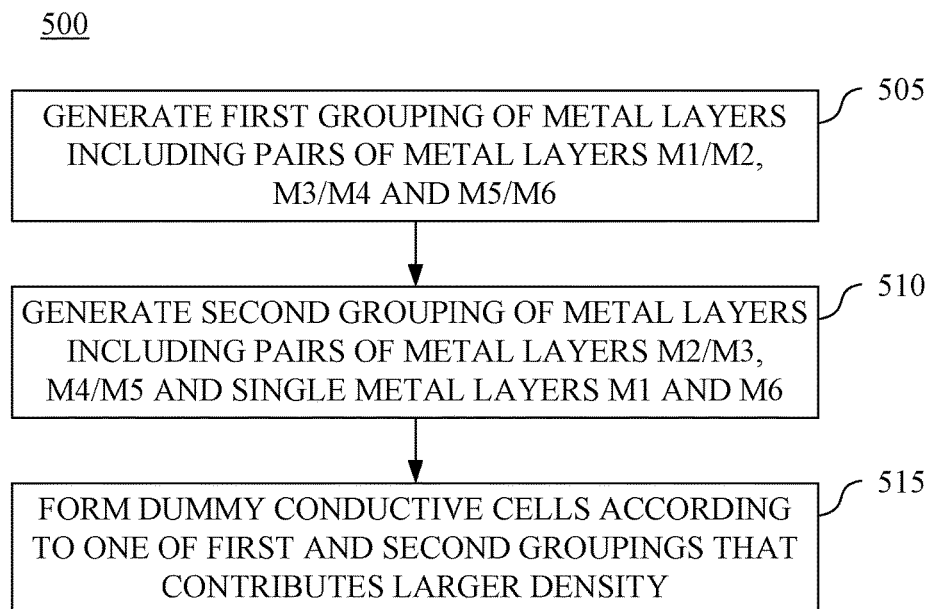 500
505
GENERATE FIRST GROUPING OF METAL LAYERS
INCLUDING PAIRS OF METAL LAYERS M1/M2,
M3/M4 AND M5/M6
510
GENERATE SECOND GROUPING OF METAL LAYERS
INCLUDING PAIRS OF METAL LAYERS M2/M3,
M4/M5 AND SINGLE METAL LAYERS M1 AND M6
515
FORM DUMMY CONDUCTIVE CELLS ACCORDING
TO ONE OF FIRST AND SECOND GROUPINGS THAT
CONTRIBUTES LARGER DENSITY